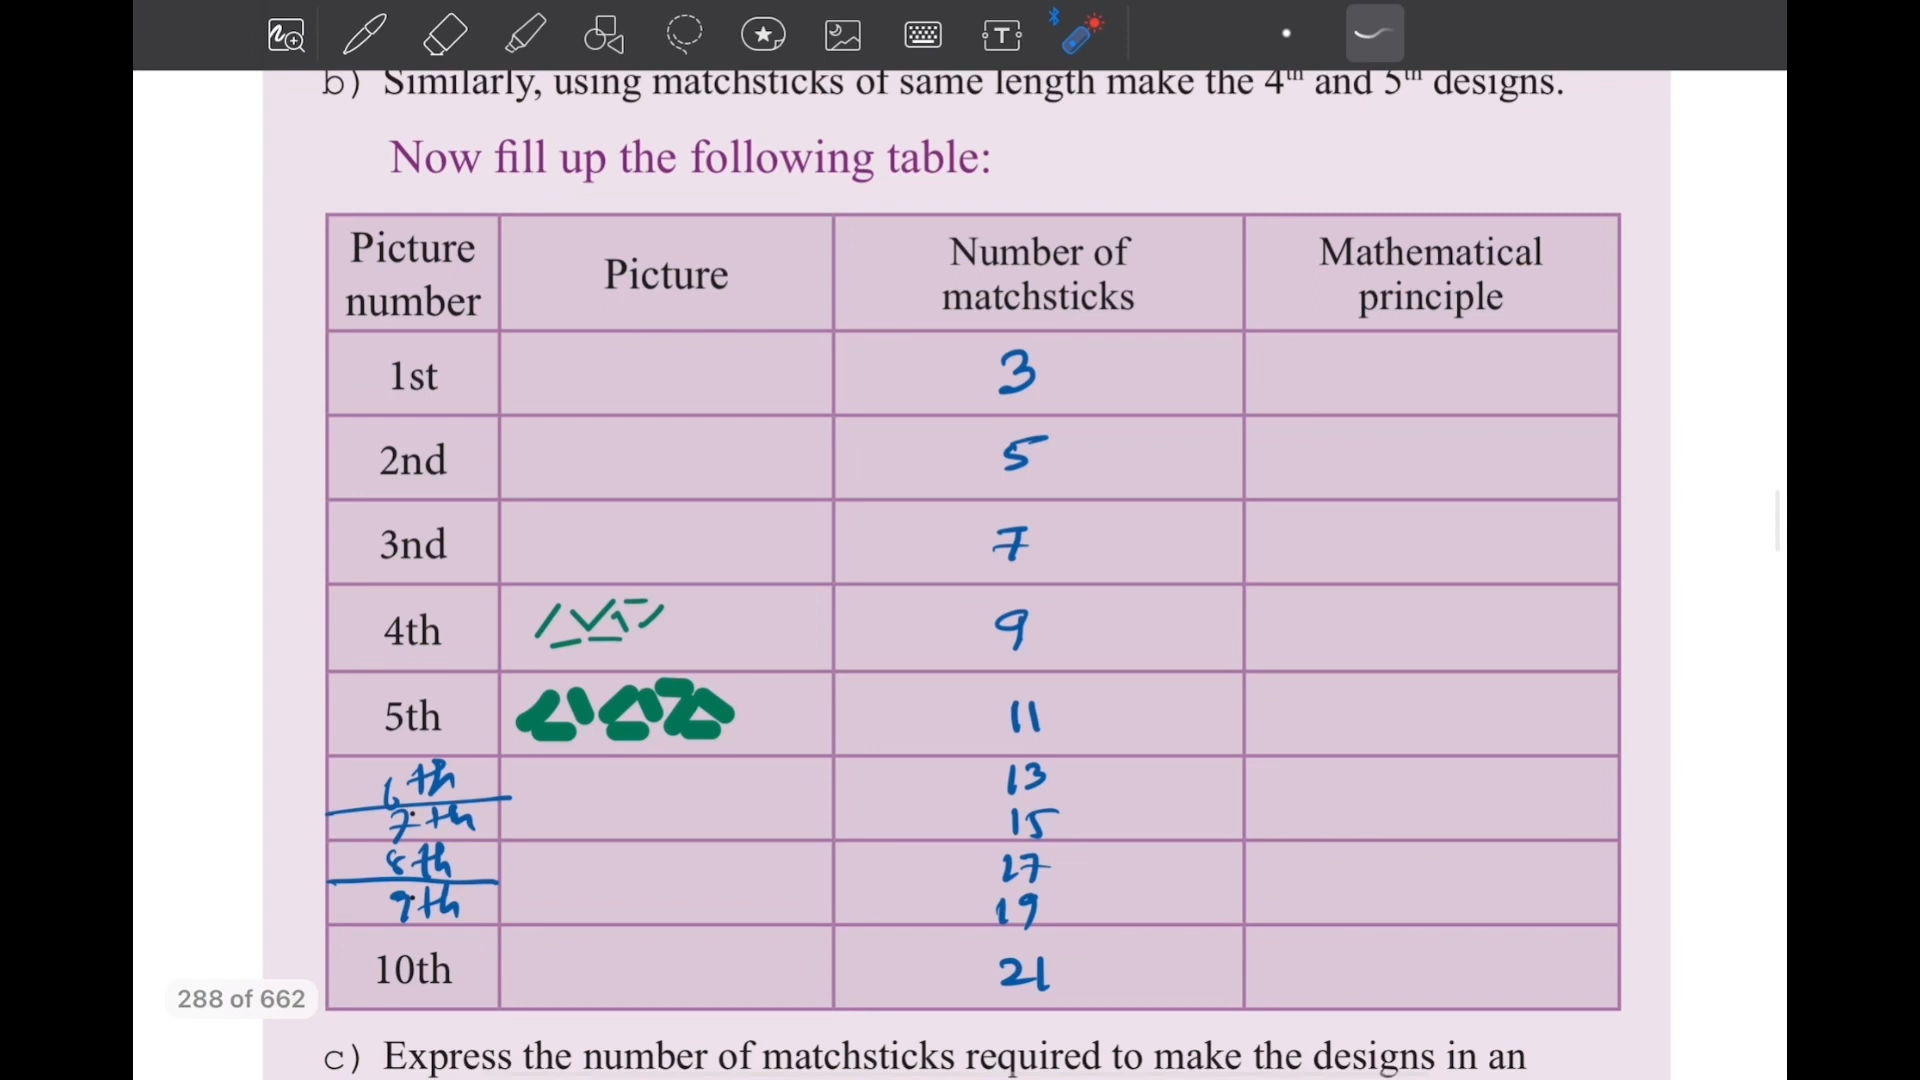 b) Similarly, using matchsticks of same length make the 4th and 5th designs.
Now fill up the following table:
Picture number Picture Number of matchsticks Mathematical principle
1st 3
2nd 5
3nd 7
4th 9
5th 11
6th 13
7th 15
8th 17
9th 19
10th 21
288 of 662
c) Express the number of matchsticks required to make the designs in an